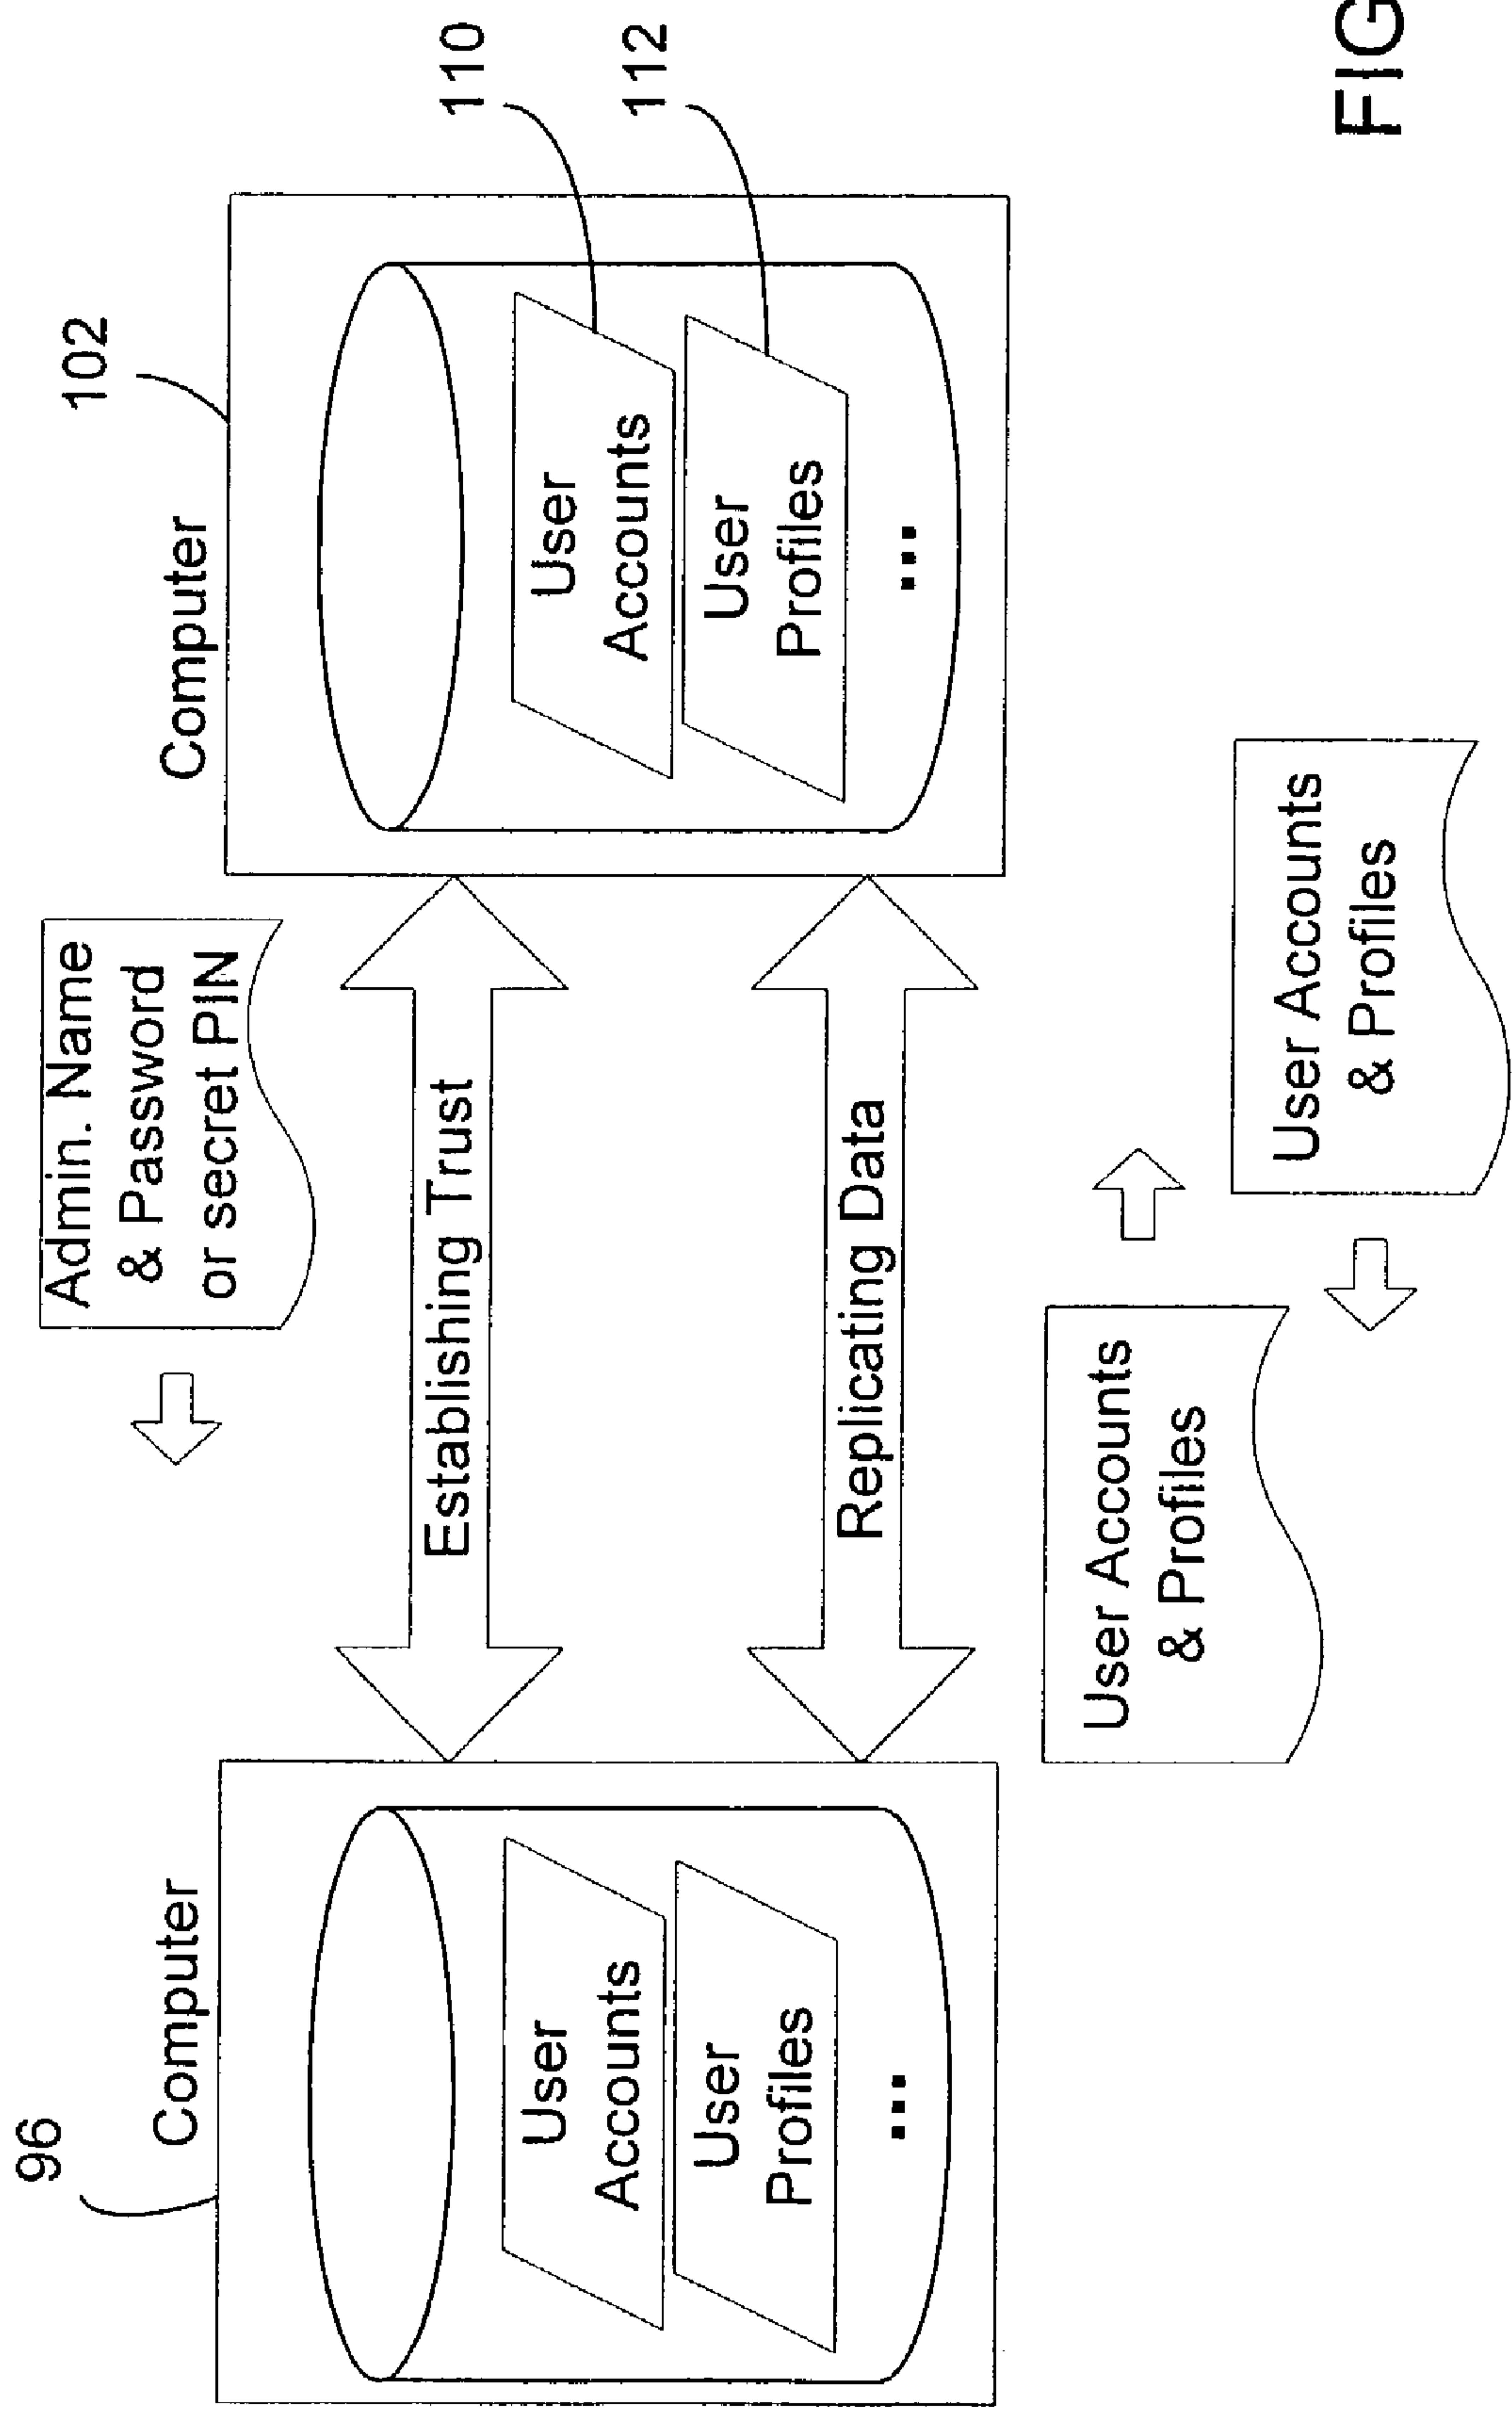 96
Computer
User
Accounts
User
Profiles
...
Admin. Name
& Password
or secret PIN
Establishing Trust
Replicating Data
User Accounts
& Profiles
User Accounts
& Profiles
102
Computer
User
Accounts
User
Profiles
...
110
112
FIG